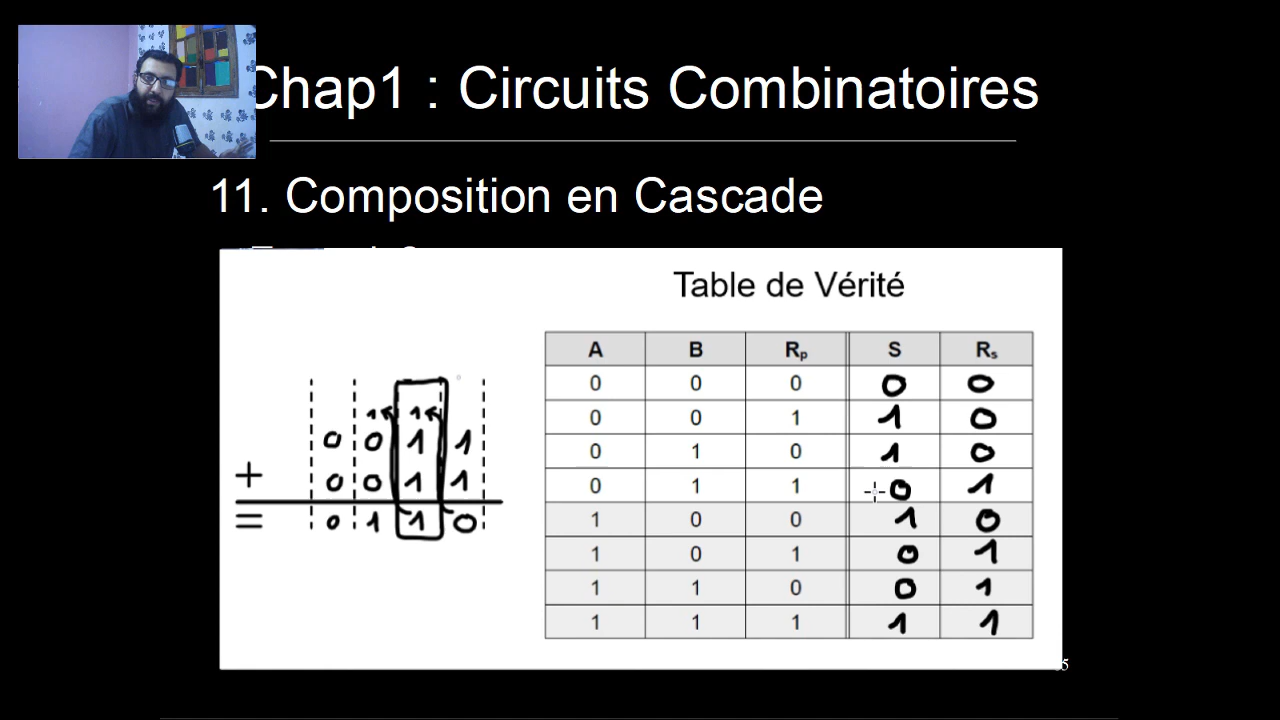 Chap1 : Circuits Combinatoires
11. Composition en Cascade
Table de Vérité
A B Rp S Rs
0 0 0 0 0
0 0 1 1 0
0 1 0 1 0
0 1 1 0 1
1 0 0 1 0
1 0 1 0 1
1 1 0 0 1
1 1 1 1 1
1 1
0 0 1 1
+ 0 0 1 1
= 0 1 1 0